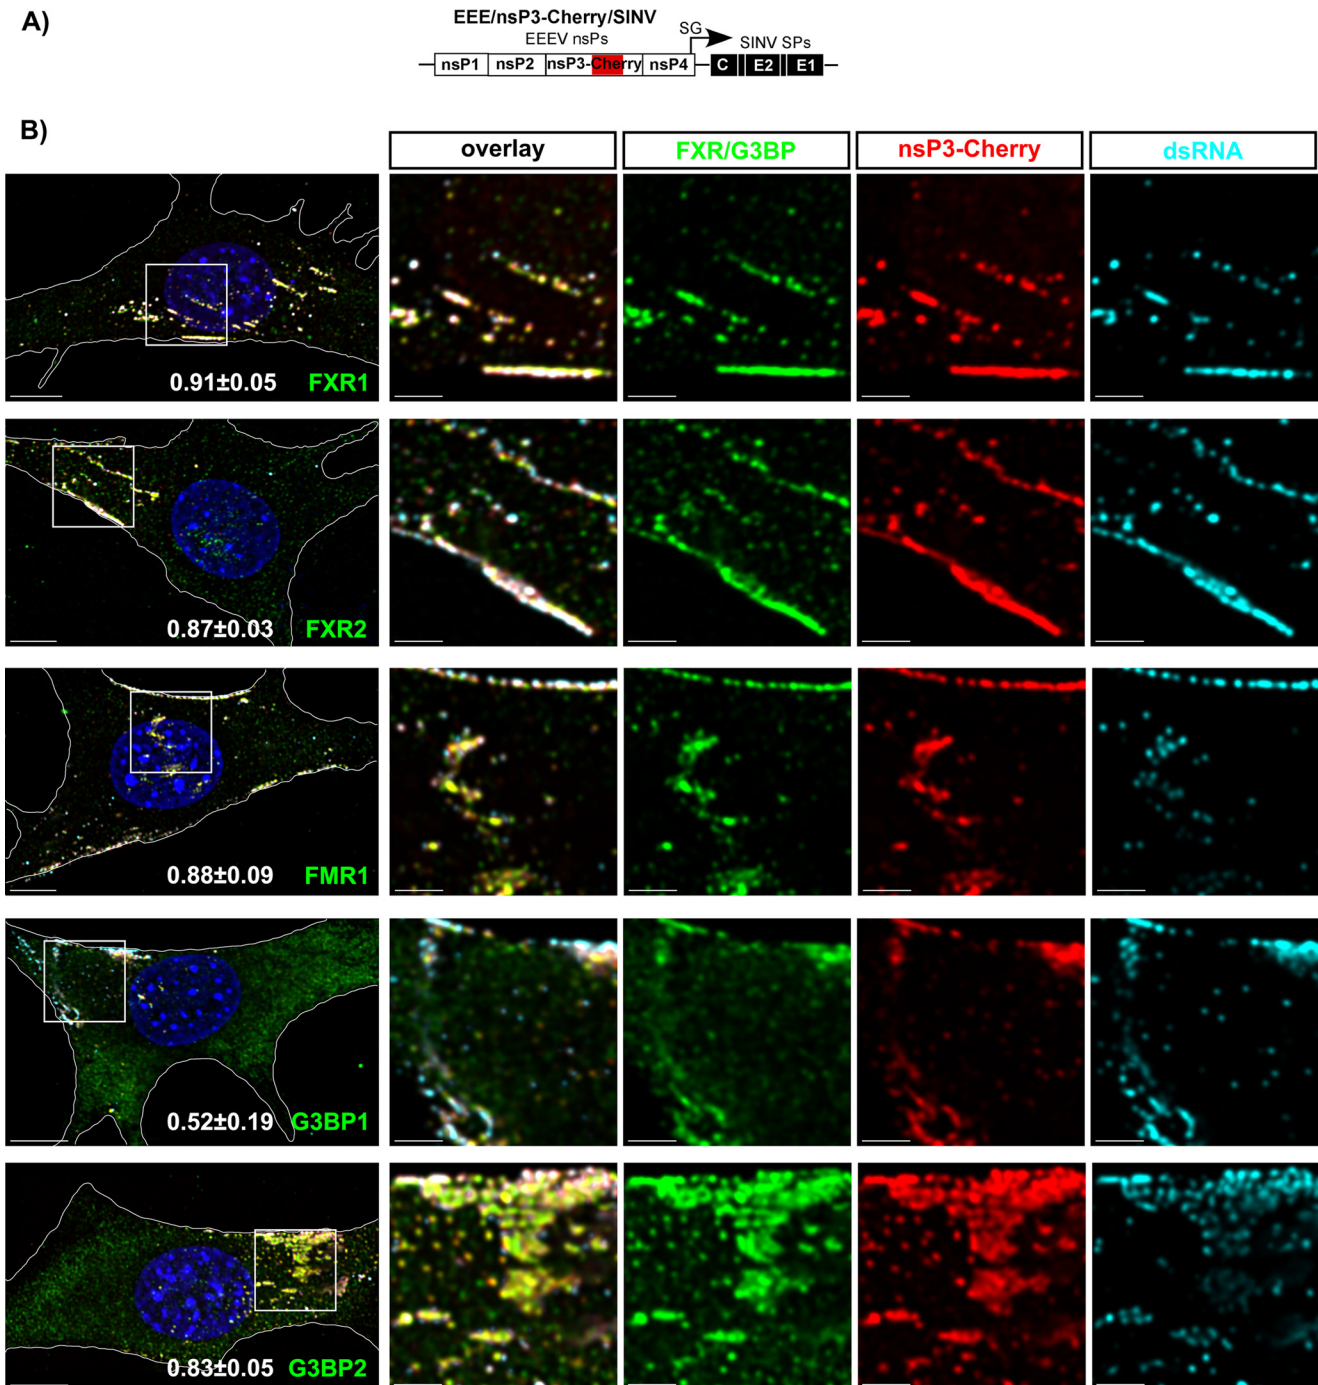 A)
EEE/nsP3-Cherry/SINV
EEEV nsPs
SG
SINV SPs
nsP1 nsP2 nsP3-Cherry nsP4 C E2 E1
B)
overlay FXR/G3BP nsP3-Cherry dsRNA
0.91±0.05 FXR1
0.87±0.03 FXR2
0.88±0.09 FMR1
0.52±0.19 G3BP1
0.83±0.05 G3BP2